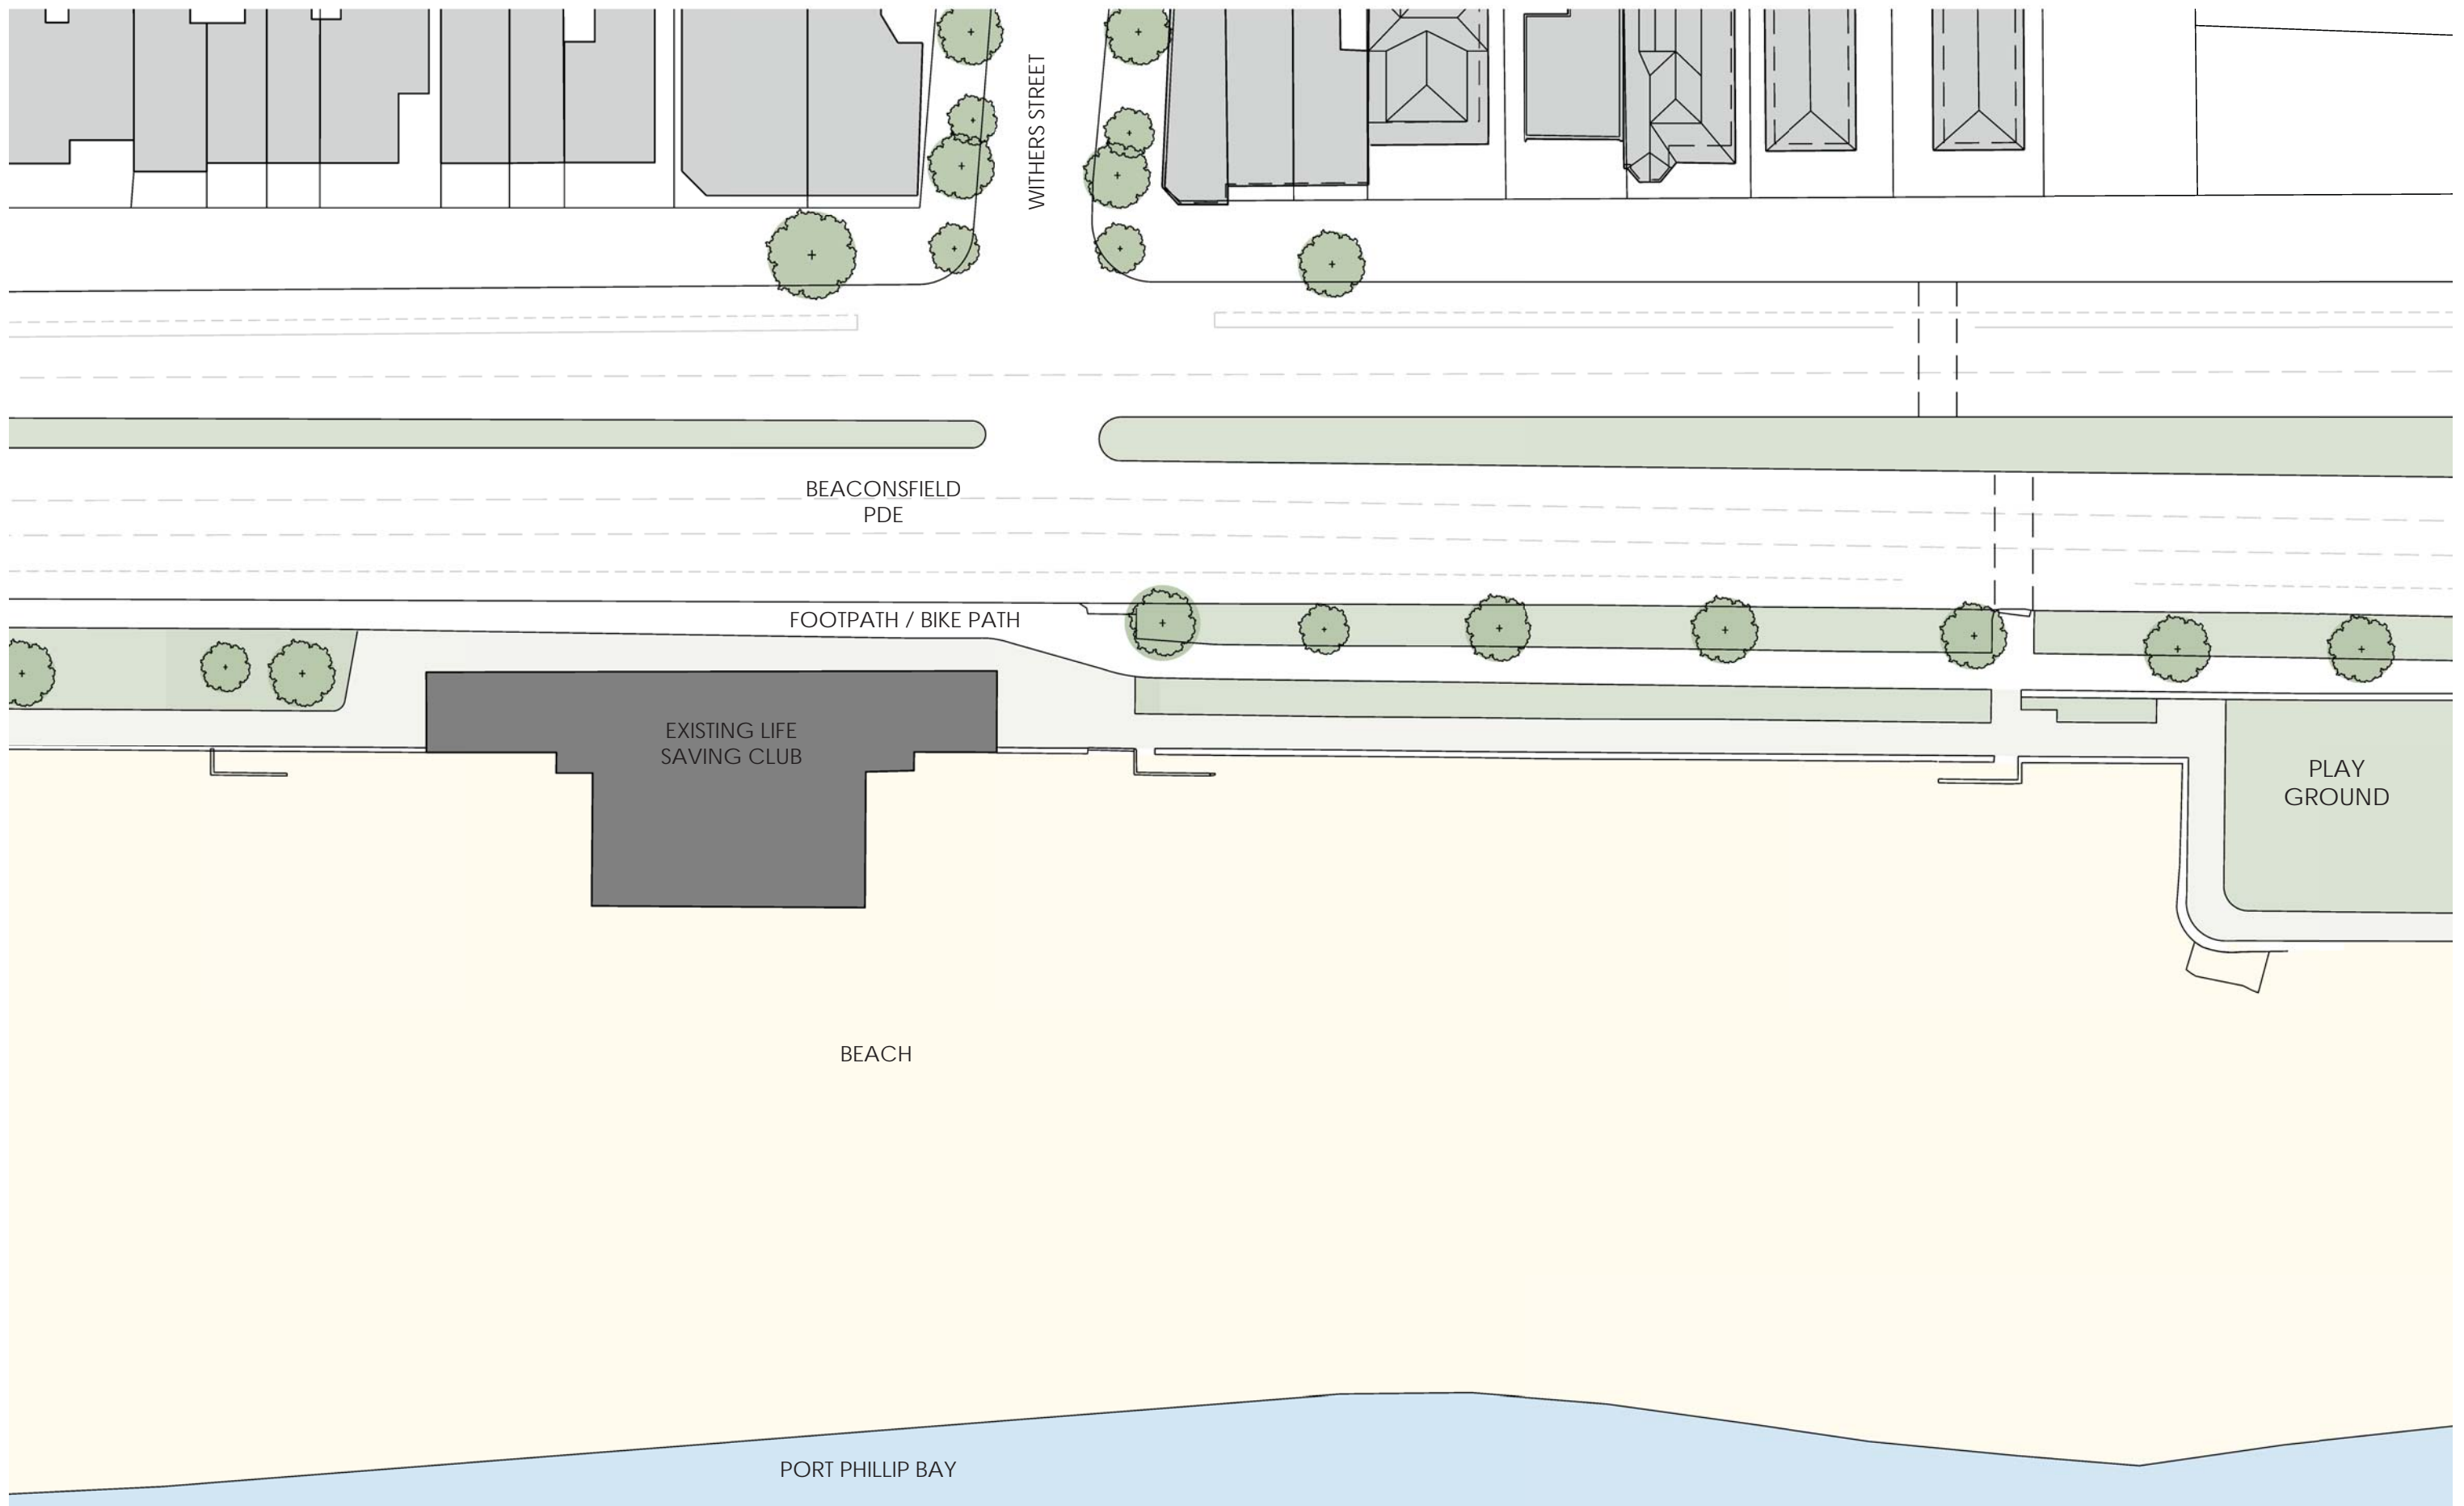 WITHERS STREET
BEACONSFIELD
PDE
FOOTPATH / BIKE PATH
EXISTING LIFE
SAVING CLUB
PLAY
GROUND
BEACH
PORT PHILLIP BAY